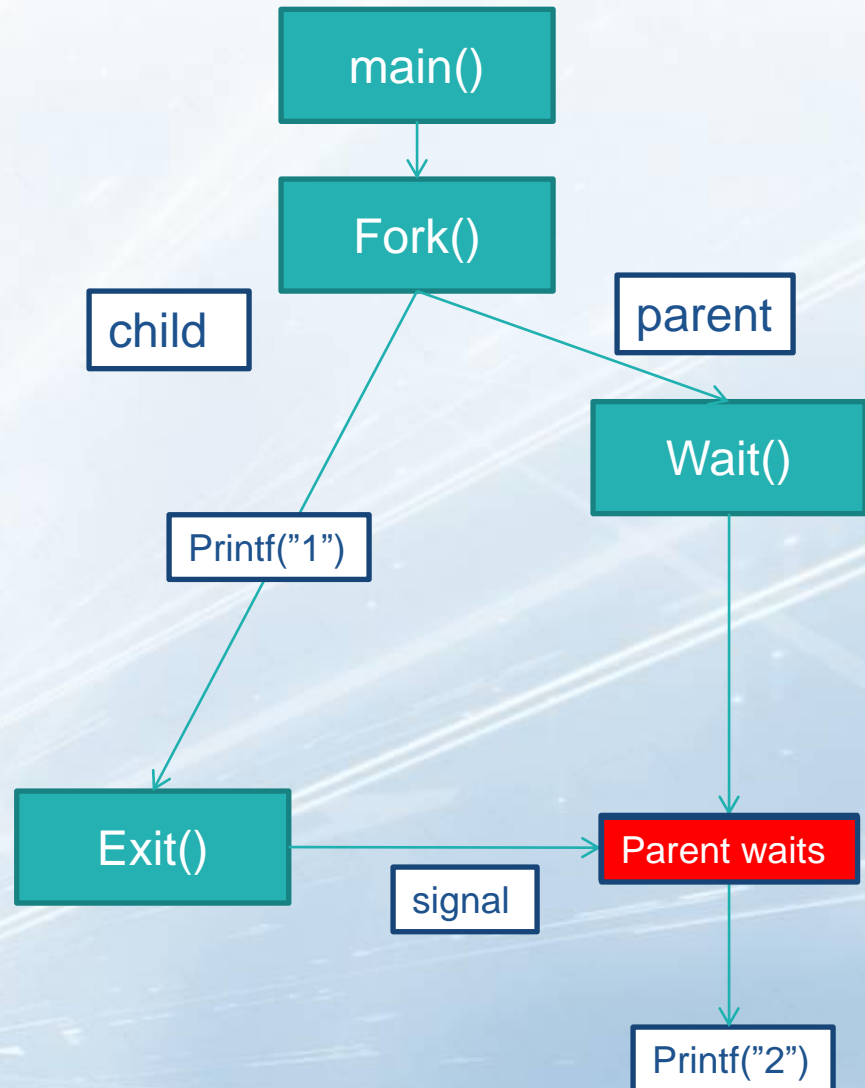 main()
Fork()
child
parent
Wait()
Printf(”1”)
Exit()
Parent waits
signal
Printf(”2”)